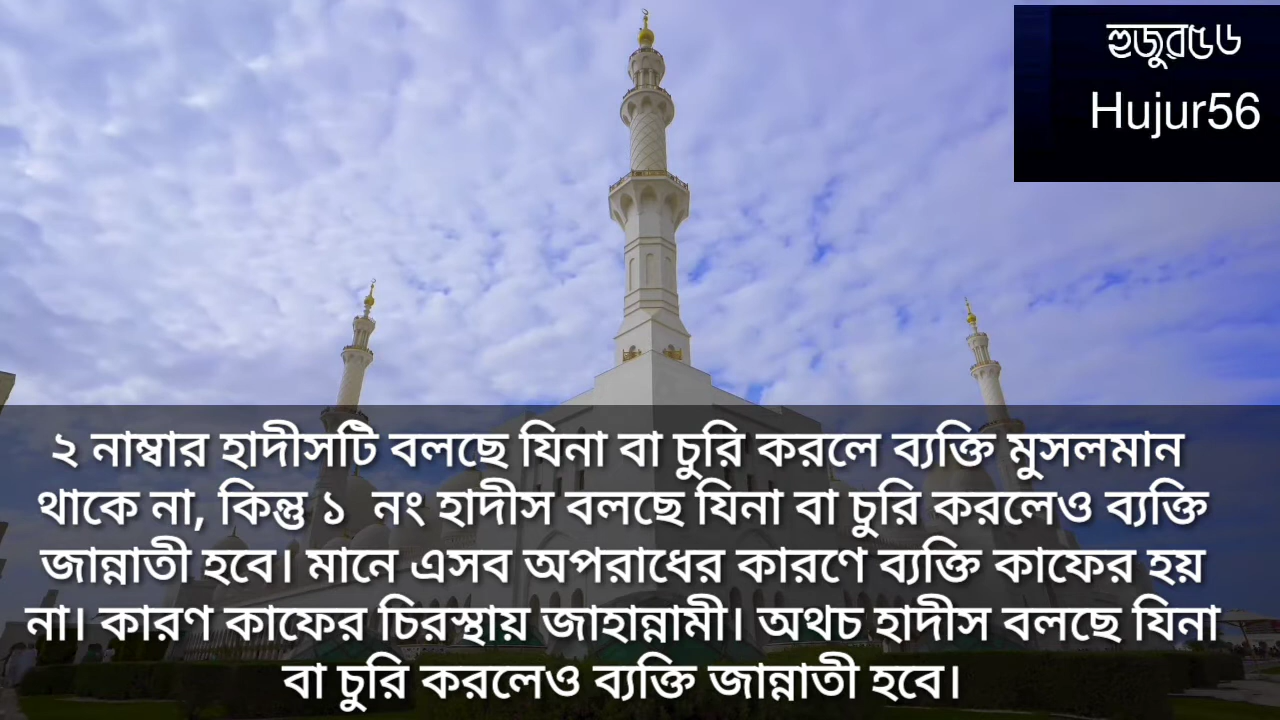 হুজুর৫৬
Hujur56
২ নাম্বার হাদীসটি বলছে যিনা বা চুরি করলে ব্যক্তি মুসলমান
থাকে না, কিন্তু ১ নং হাদীস বলছে যিনা বা চুরি করলেও ব্যক্তি
জান্নাতী হবে। মানে এসব অপরাধের কারণে ব্যক্তি কাফের হয়
না। কারণ কাফের চিরস্থায় জাহান্নামী। অথচ হাদীস বলছে যিনা
বা চুরি করলেও ব্যক্তি জান্নাতী হবে।